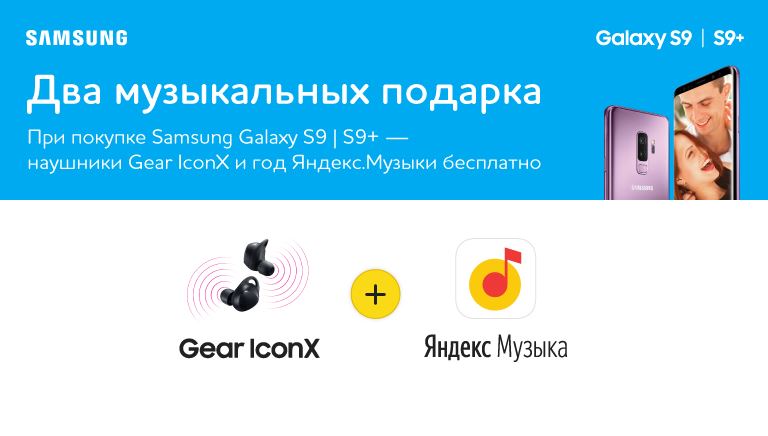 SAMSUNG
Galaxy S9 | S9+
Два музыкальных подарка
При покупке Samsung Galaxy S9 | S9+ —
наушники Gear IconX и год Яндекс.Музыки бесплатно
SAMSUNG
+
Gear IconX
Яндекс Музыка